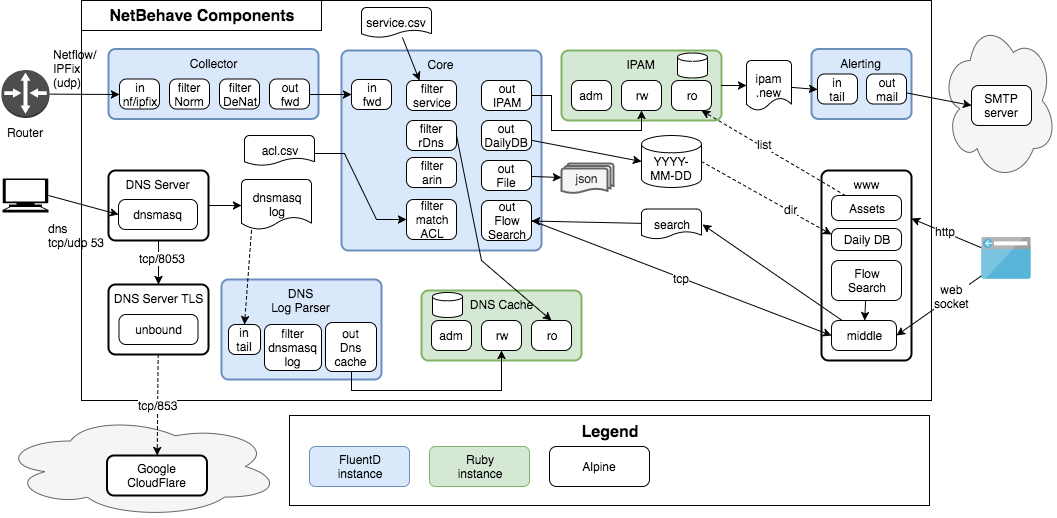 NetBehave Components
service.csv
Netflow/
IPFix
(udp)
Router
Collector
in
nf/ipfix
filter
Norm
filter
DeNat
out
fwd
Core
in
fwd
filter
service
filter
rDns
filter
arin
filter
match
ACL
out
IPAM
out
DailyDB
out
File
out
Flow
Search
IPAM
adm
rw
ro
ipam
.new
Alerting
in
tail
out
mail
SMTP
server
acl.csv
YYYY-
MM-DD
json
search
list
dir
tcp
www
Assets
Daily DB
Flow
Search
middle
http
web
socket
dns
tcp/udp 53
DNS Server
dnsmasq
dnsmasq
log
tcp/8053
DNS Server TLS
unbound
DNS
Log Parser
in
tail
filter
dnsmasq
log
out
Dns
cache
DNS Cache
adm
rw
ro
tcp/853
Google
CloudFlare
Legend
FluentD
instance
Ruby
instance
Alpine